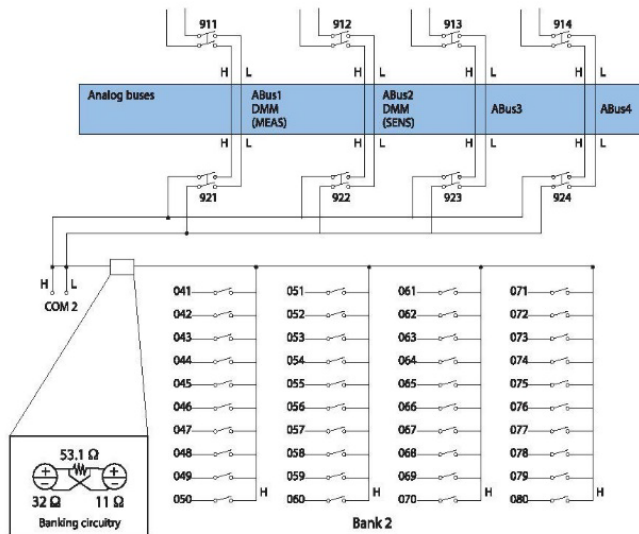 911 912 913 914
H L H L H L H L
Analog buses ABus1 DMM (MEAS) ABus2 DMM (SENS) ABus3 ABus4
H L H L H L H L
921 922 923 924
H L
COM 2
041 051 061 071
042 052 062 072
043 053 063 073
044 054 064 074
045 055 065 075
046 056 066 076
047 057 067 077
048 058 068 078
049 059 069 079
050 H 060 H 070 H 080 H
53.1 Ω
32 Ω 11 Ω
Banking circuitry
Bank 2